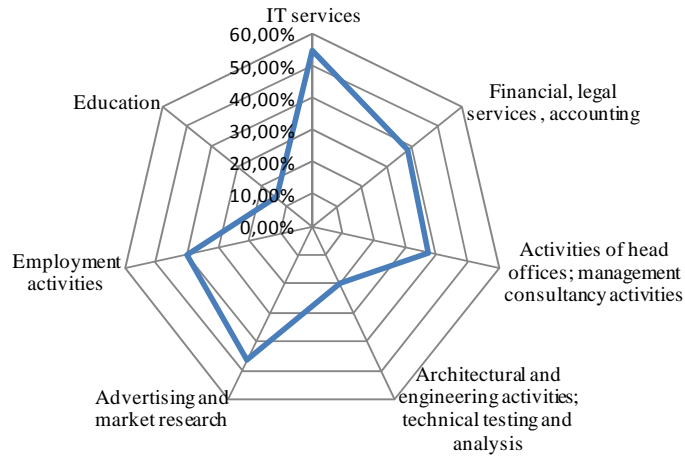 IT services
60,00%
50,00%
40,00%
30,00%
20,00%
10,00%
0,00%
Financial, legal
services , accounting
Activities of head
offices; management
consultancy activities
Architectural and
engineering activities;
technical testing and
analysis
Advertising and
market research
Employment
activities
Education